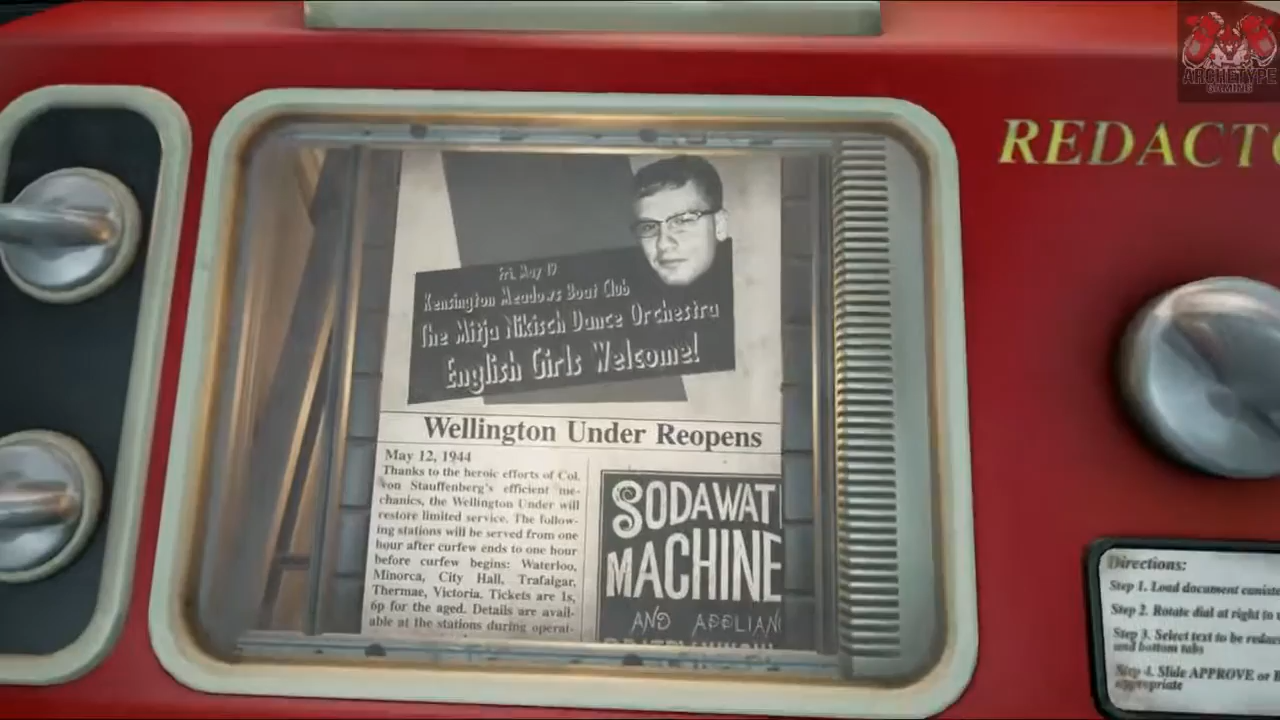 ARCHETYPE
GAMING
REDACTO
Fri. May 19
Kensington Meadows Boat Club
The Mitja Nikisch Dance Orchestra
English Girls Welcome!
Wellington Under Reopens
May 12, 1944
Thanks to the heroic efforts of Col.
von Stauffenberg's efficient me-
chanics, the Wellington Under will
restore limited service. The follow-
ing stations will be served from one
hour after curfew ends to one hour
before curfew begins: Waterloo,
Minorca, City Hall, Trafalgar,
Thermae, Victoria. Tickets are 1s,
6p for the aged. Details are avail-
able at the stations during operat-
SODAWAT
MACHINE
AND APPLIAN
Directions:
Step 1. Load document caniste
Step 2. Rotate dial at right to
Step 3. Select text to be redac
and bottom tabs
Step 4. Slide APPROVE or
appropriate